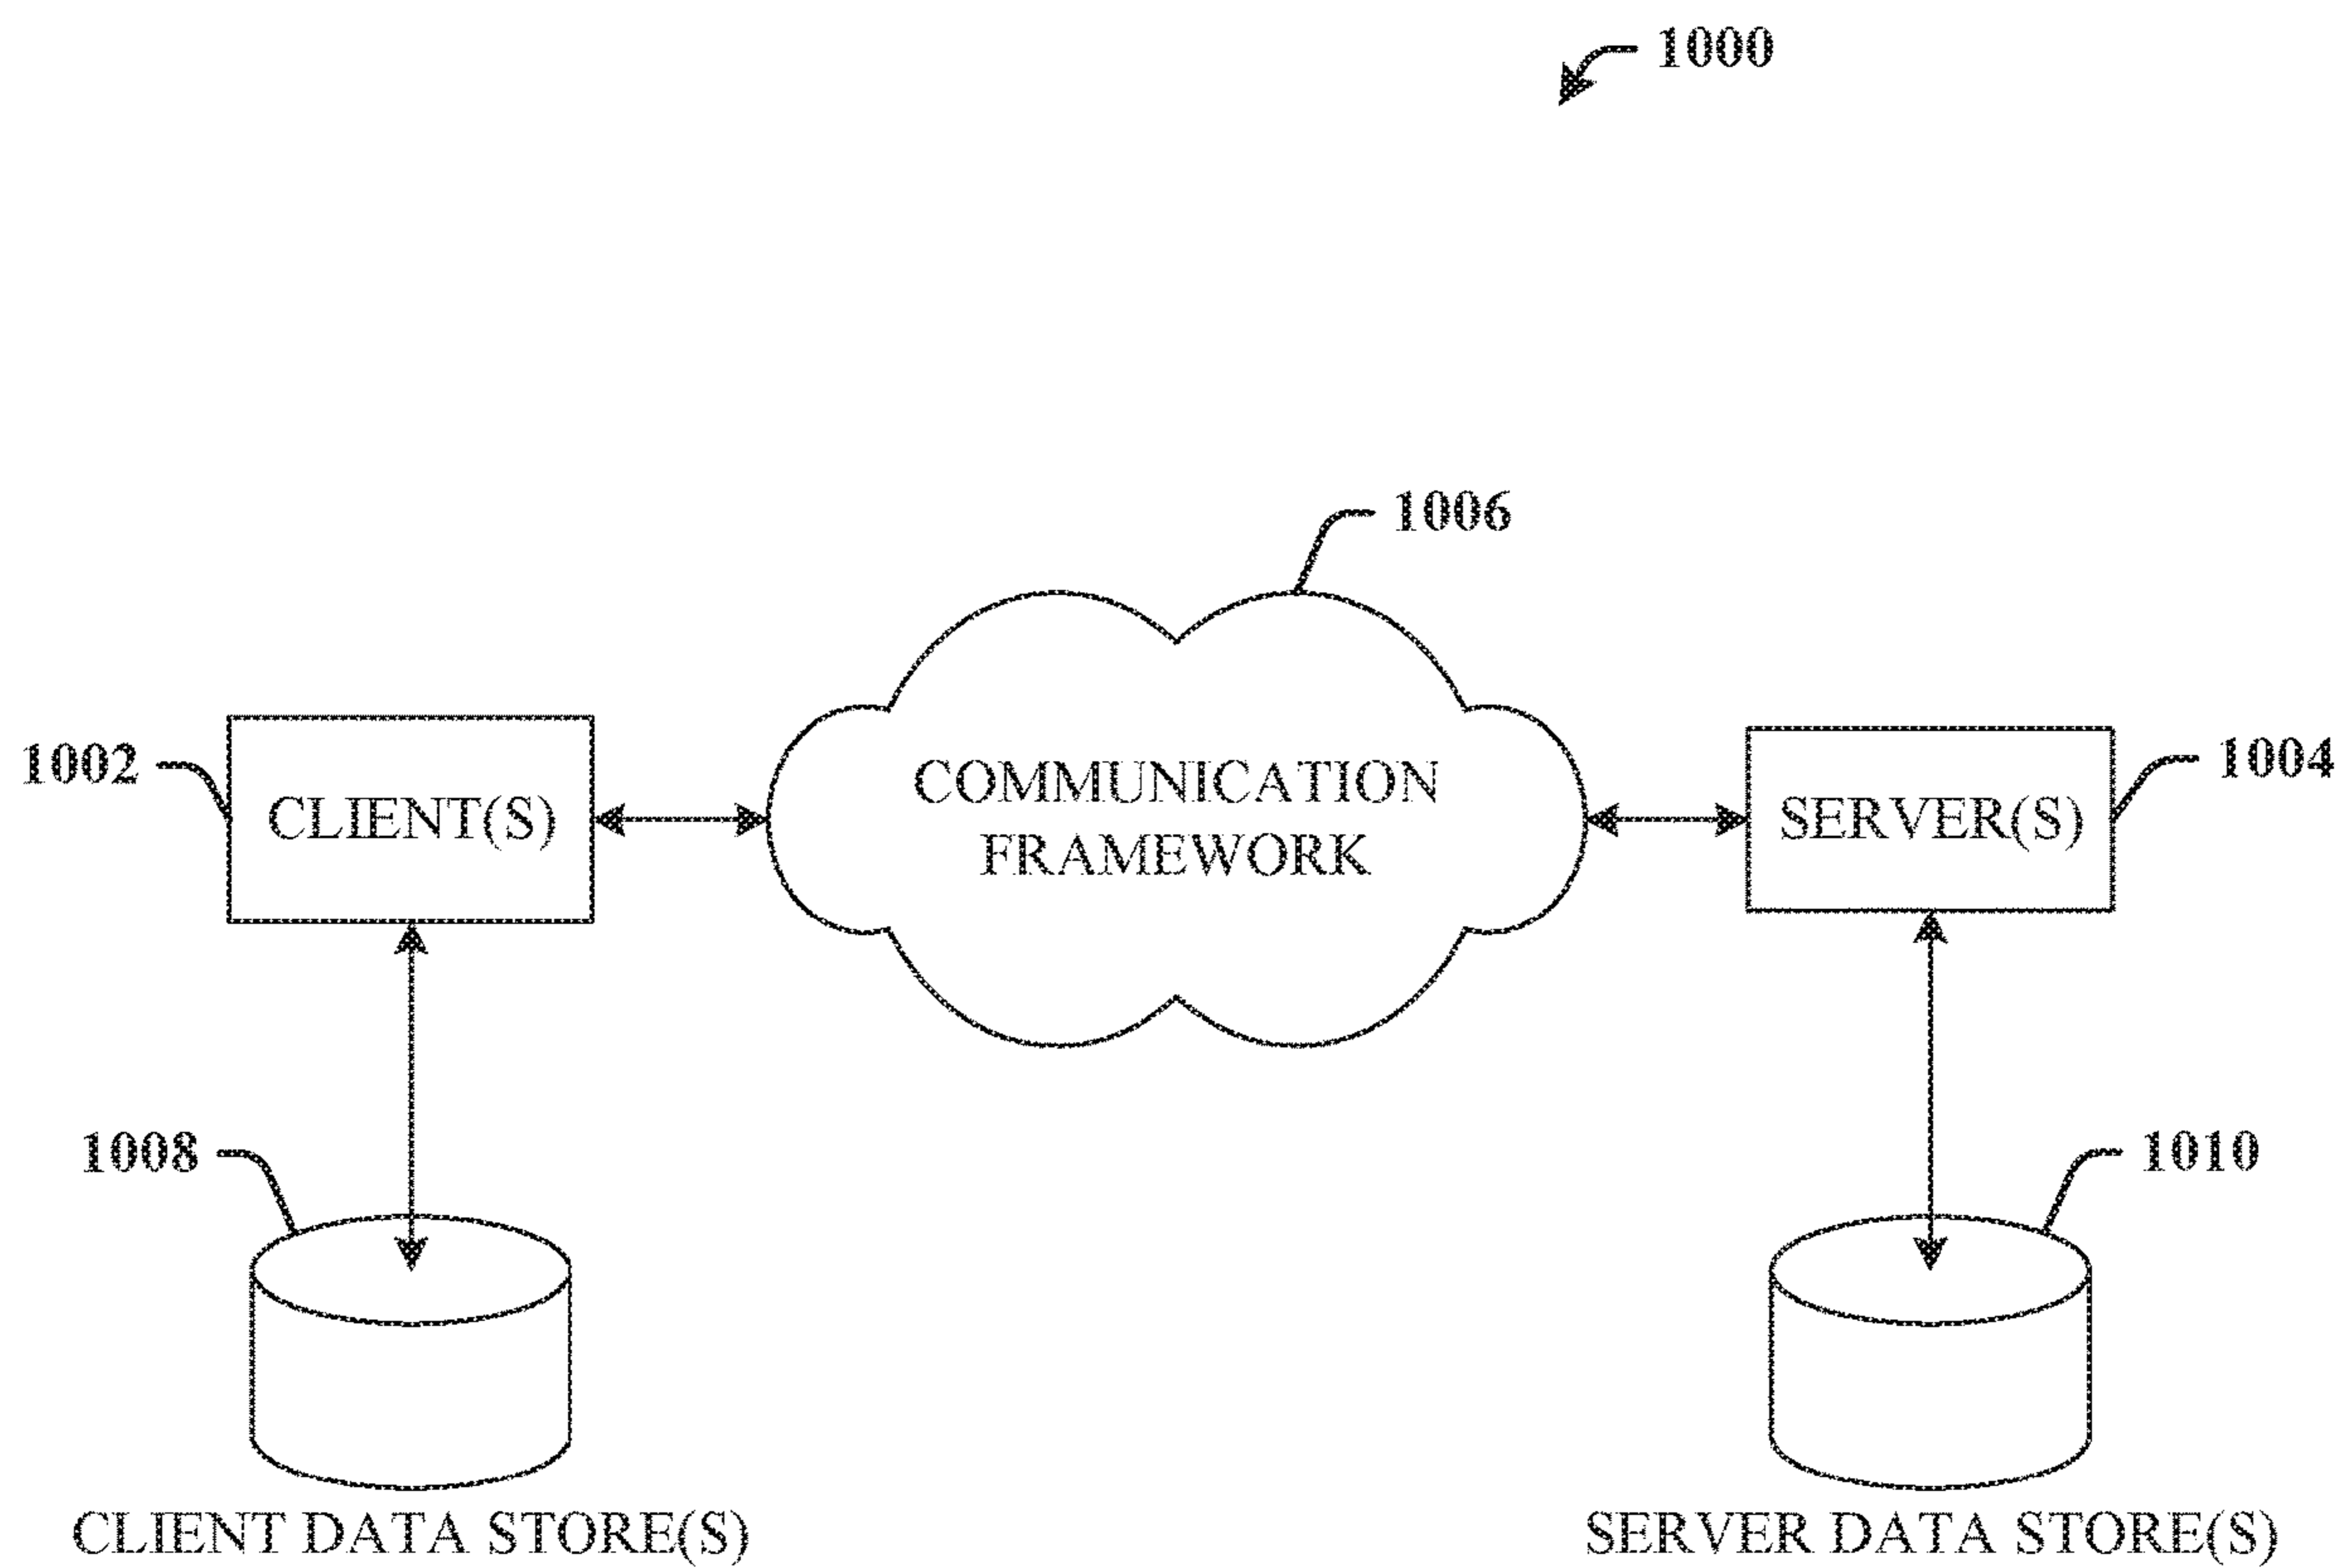 1000
1006
1002
CLIENT(S)
COMMUNICATION
FRAMEWORK
SERVER(S)
1004
1008
1010
CLIENT DATA STORE(S)
SERVER DATA STORE(S)